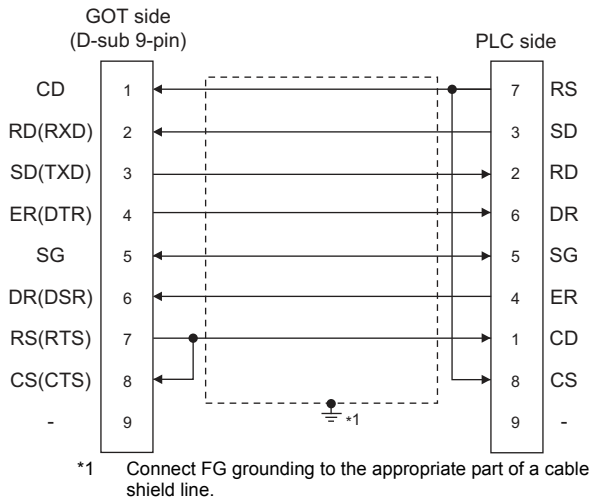 GOT side
(D-sub 9-pin)
PLC side
CD 1 7 RS
RD(RXD) 2 3 SD
SD(TXD) 3 2 RD
ER(DTR) 4 6 DR
SG 5 5 SG
DR(DSR) 6 4 ER
RS(RTS) 7 1 CD
CS(CTS) 8 8 CS
- 9 9 -
*1
*1 Connect FG grounding to the appropriate part of a cable
shield line.